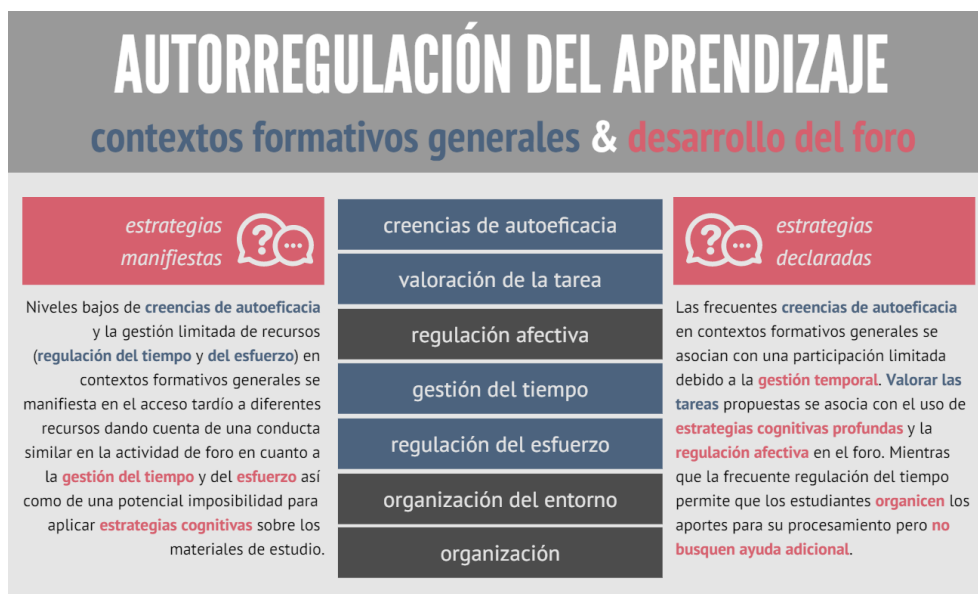 AUTORREGULACIÓN DEL APRENDIZAJE
contextos formativos generales & desarrollo del foro
estrategias
manifiestas
Niveles bajos de creencias de autoeficacia
y la gestión limitada de recursos
(regulación del tiempo y del esfuerzo) en
contextos formativos generales se
manifiesta en el acceso tardío a diferentes
recursos dando cuenta de una conducta
similar en la actividad de foro en cuanto a
la gestión del tiempo y del esfuerzo así
como de una potencial imposibilidad para
aplicar estrategias cognitivas sobre los
materiales de estudio.
creencias de autoeficacia
valoración de la tarea
regulación afectiva
gestión del tiempo
regulación del esfuerzo
organización del entorno
organización
estrategias
declaradas
Las frecuentes creencias de autoeficacia
en contextos formativos generales se
asocian con una participación limitada
debido a la gestión temporal. Valorar las
tareas propuestas se asocia con el uso de
estrategias cognitivas profundas y la
regulación afectiva en el foro. Mientras
que la frecuente regulación del tiempo
permite que los estudiantes organicen los
aportes para su procesamiento pero no
busquen ayuda adicional.